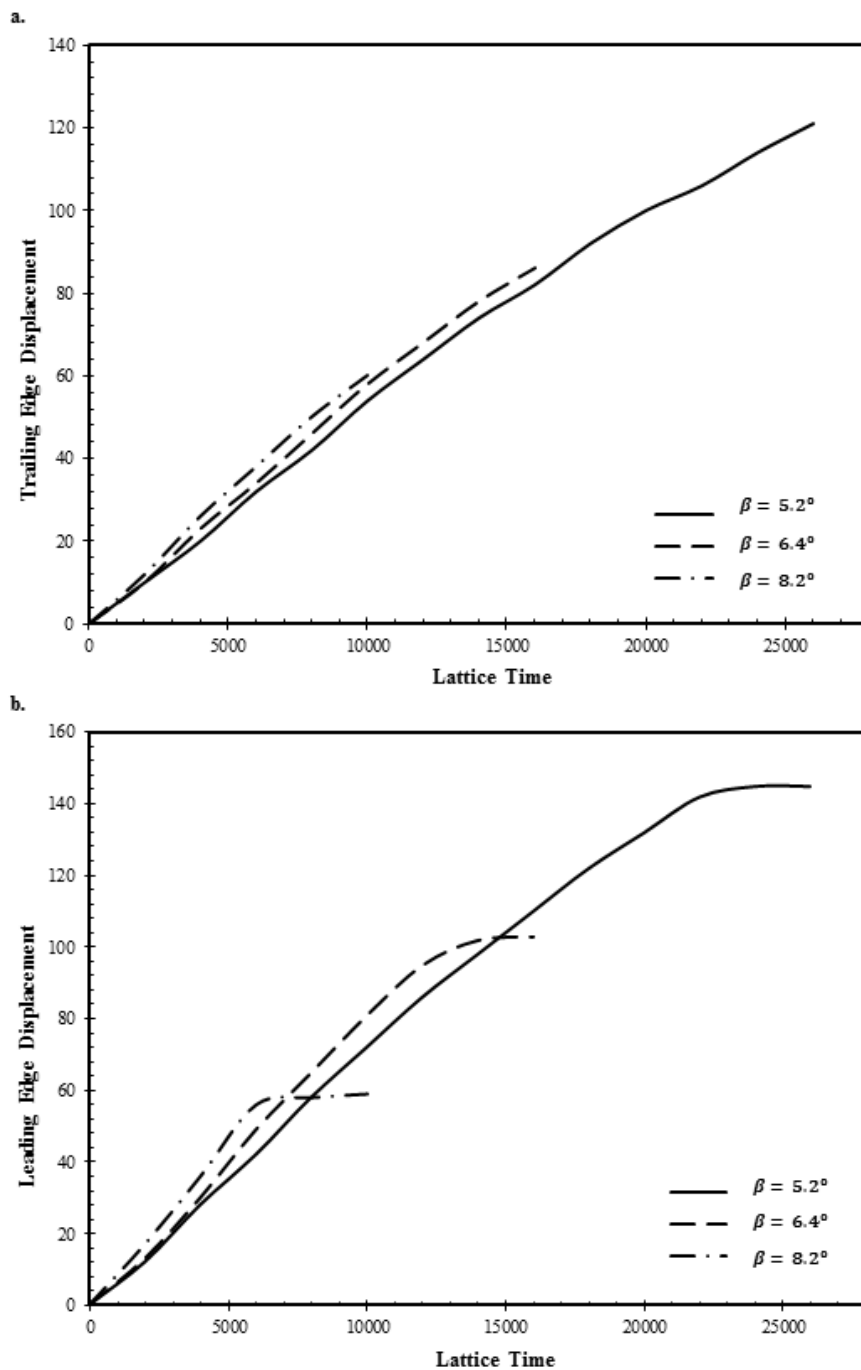 a.
140
120
100
80
60
40
20
0
Trailing Edge Displacement
β = 5.2°
β = 6.4°
β = 8.2°
0 5000 10000 15000 20000 25000
Lattice Time
b.
160
140
120
100
80
60
40
20
0
Leading Edge Displacement
β = 5.2°
β = 6.4°
β = 8.2°
0 5000 10000 15000 20000 25000
Lattice Time